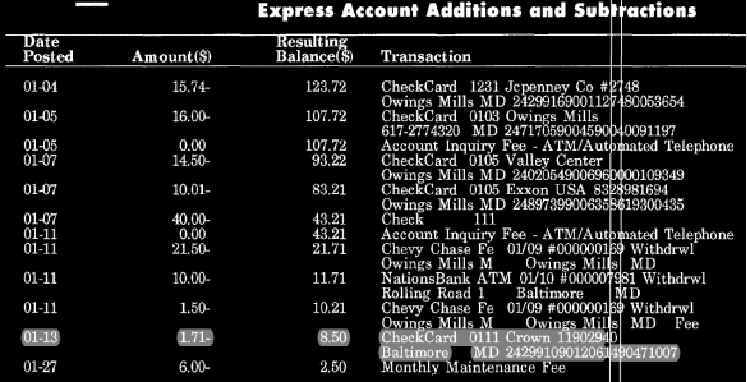 Express Account Additions and Subtractions
Date Posted Amount($) Resulting Balance($) Transaction
01-04 15.74- 123.72 CheckCard 1231 Jcpenney Co #2748
Owings Mills MD 24299169001127480053654
01-05 16.00- 107.72 CheckCard 0103 Owings Mills
617-2774320 MD 24717059004590040091197
01-05 0.00 107.72 Account Inquiry Fee - ATM/Automated Telephone
01-07 14.50- 93.22 CheckCard 0105 Valley Center
Owings Mills MD 24020549006960000109349
01-07 10.01- 83.21 CheckCard 0105 Exxon USA 8328981694
Owings Mills MD 24897399006358619300435
01-07 40.00- 43.21 Check 111
01-11 0.00 43.21 Account Inquiry Fee - ATM/Automated Telephone
01-11 21.50- 21.71 Chevy Chase Fe 01/09 #000000169 Withdrwl
Owings Mills M Owings Mills MD
01-11 10.00- 11.71 NationsBank ATM 01/10 #000007981 Withdrwl
Rolling Road 1 Baltimore MD
01-11 1.50- 10.21 Chevy Chase Fe 01/09 #000000169 Withdrwl
Owings Mills M Owings Mills MD Fee
01-13 1.71- 8.50 CheckCard 0111 Crown 11902940
Baltimore MD 24299109012061490471007
01-27 6.00- 2.50 Monthly Maintenance Fee